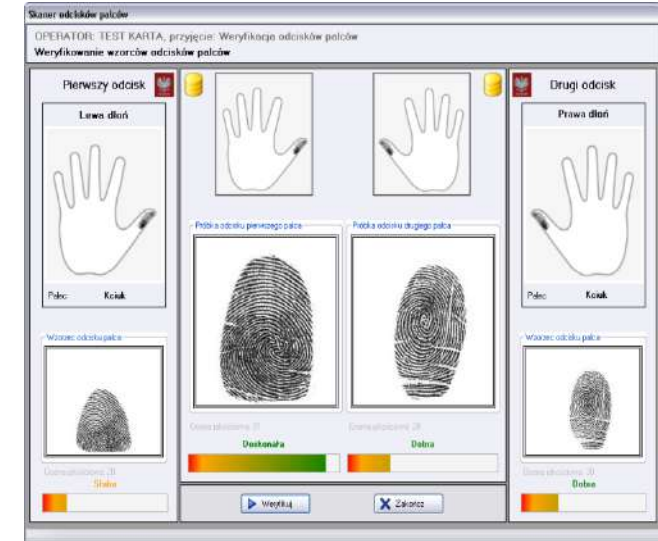 Skaner odcisków palców
OPERATOR: TEST KARTA, przyjęcie: Weryfikacja odcisków palców
Weryfikowanie wzorców odcisków palców
Pierwszy odcisk
Lewa dłoń
Palec: Kciuk
Wzorzec odcisku palca
Słaba
Próbka odcisku pierwszego palca
Doskonała
Próbka odcisku drugiego palca
Dobra
Weryfikuj
Zakończ
Drugi odcisk
Prawa dłoń
Palec: Kciuk
Wzorzec odcisku palca
Dobra